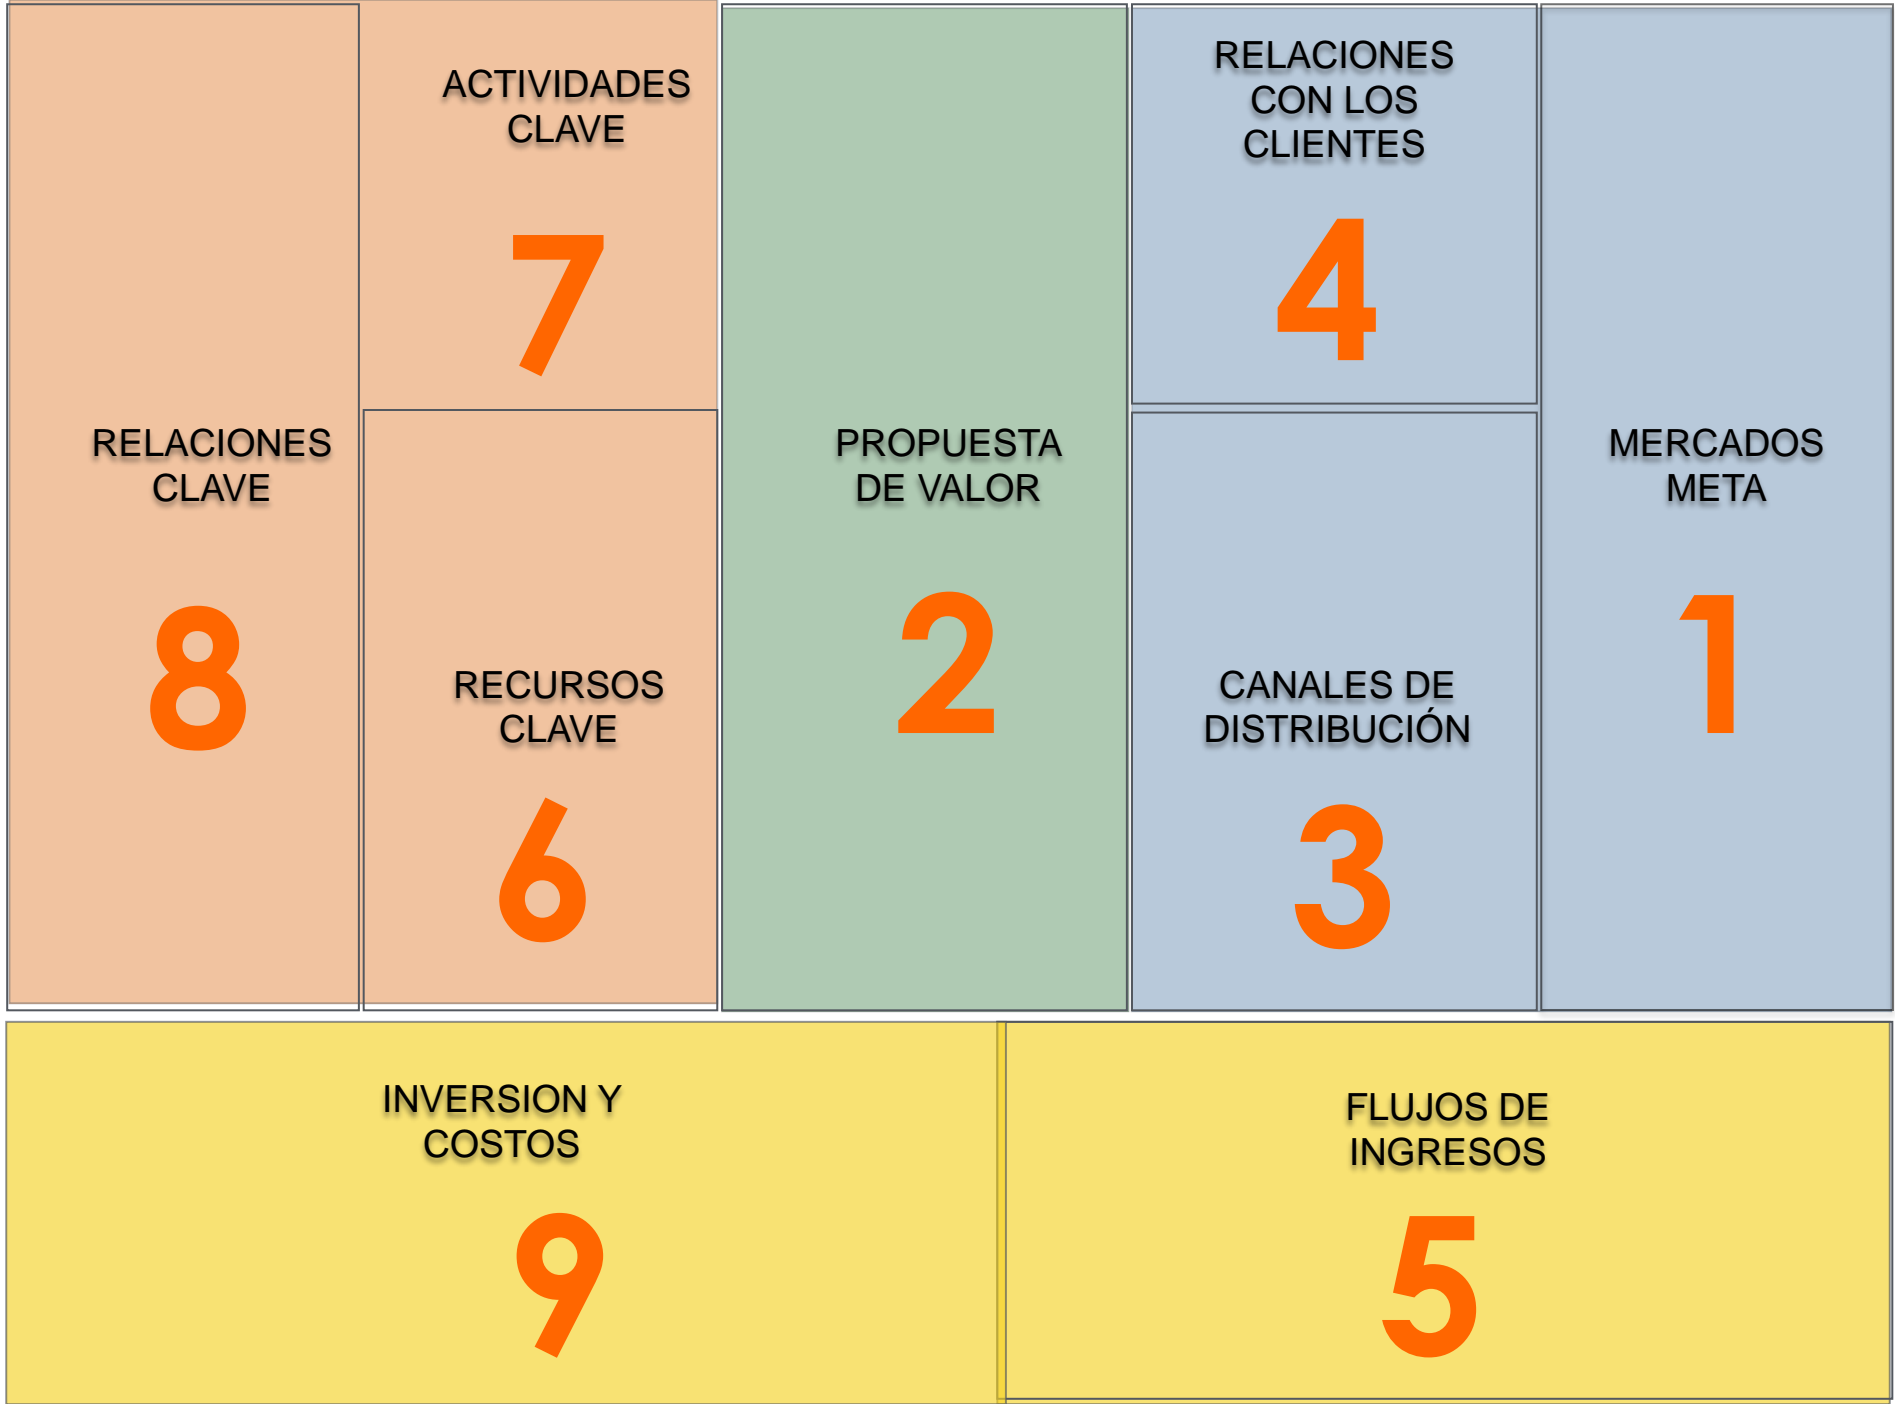 ACTIVIDADES
CLAVE
7
RELACIONES
CON LOS
CLIENTES
4
RELACIONES
CLAVE
8
PROPUESTA
DE VALOR
2
MERCADOS
META
1
RECURSOS
CLAVE
6
CANALES DE
DISTRIBUCIÓN
3
INVERSION Y
COSTOS
9
FLUJOS DE
INGRESOS
5